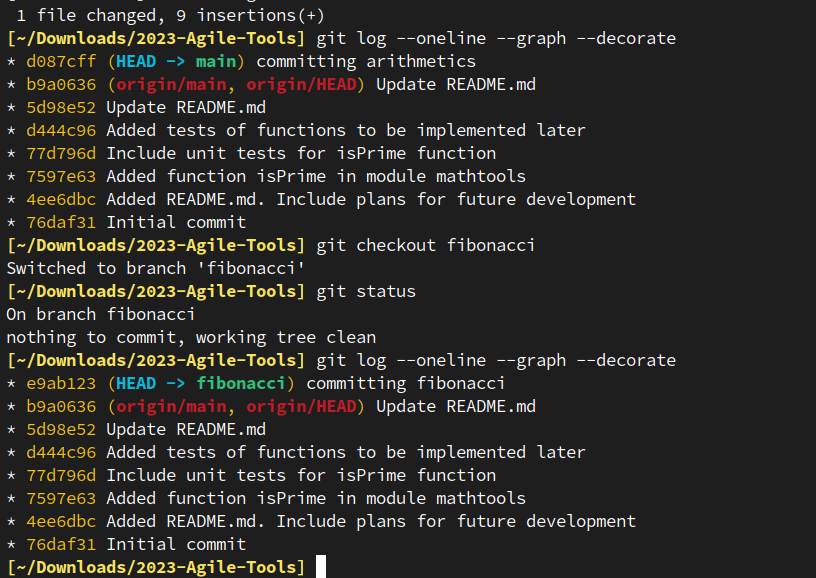 1 file changed, 9 insertions(+)
[~/Downloads/2023-Agile-Tools] git log --oneline --graph --decorate
* d087cff (HEAD -> main) committing arithmetics
* b9a0636 (origin/main, origin/HEAD) Update README.md
* 5d98e52 Update README.md
* d444c96 Added tests of functions to be implemented later
* 77d796d Include unit tests for isPrime function
* 7597e63 Added function isPrime in module mathtools
* 4ee6dbc Added README.md. Include plans for future development
* 76daf31 Initial commit
[~/Downloads/2023-Agile-Tools] git checkout fibonacci
Switched to branch 'fibonacci'
[~/Downloads/2023-Agile-Tools] git status
On branch fibonacci
nothing to commit, working tree clean
[~/Downloads/2023-Agile-Tools] git log --oneline --graph --decorate
* e9ab123 (HEAD -> fibonacci) committing fibonacci
* b9a0636 (origin/main, origin/HEAD) Update README.md
* 5d98e52 Update README.md
* d444c96 Added tests of functions to be implemented later
* 77d796d Include unit tests for isPrime function
* 7597e63 Added function isPrime in module mathtools
* 4ee6dbc Added README.md. Include plans for future development
* 76daf31 Initial commit
[~/Downloads/2023-Agile-Tools]